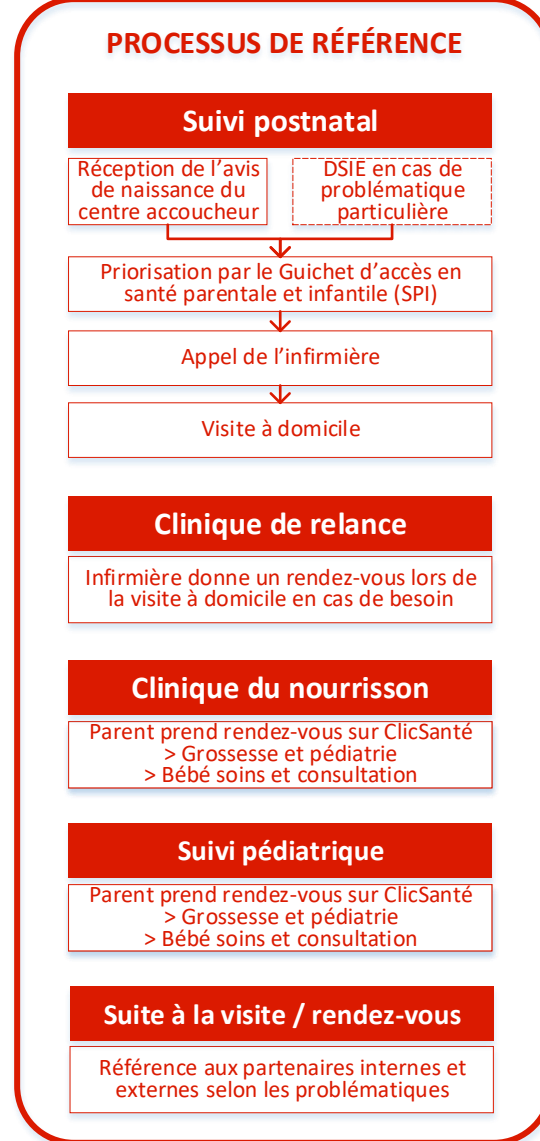 PROCESSUS DE RÉFÉRENCE
Suivi postnatal
Réception de l’avis
de naissance du
centre accoucheur
DSIE en cas de
problématique
particulière
Priorisation par le Guichet d’accès en
santé parentale et infantile (SPI)
Appel de l’infirmière
Visite à domicile
Clinique de relance
Infirmière donne un rendez-vous lors de
la visite à domicile en cas de besoin
Clinique du nourrisson
Parent prend rendez-vous sur ClicSanté
> Grossesse et pédiatrie
> Bébé soins et consultation
Suivi pédiatrique
Parent prend rendez-vous sur ClicSanté
> Grossesse et pédiatrie
> Bébé soins et consultation
Suite à la visite / rendez-vous
Référence aux partenaires internes et
externes selon les problématiques